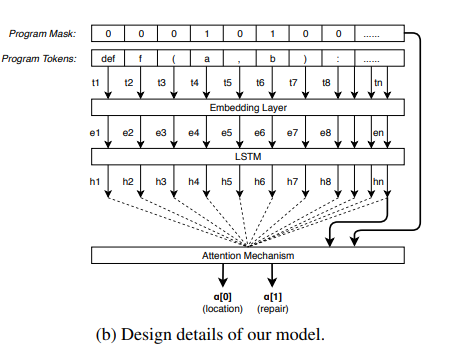 Program Mask: 0 0 0 1 0 1 0 0 ......
Program Tokens: def f ( a , b ) : ......
t1 t2 t3 t4 t5 t6 t7 t8 tn
Embedding Layer
e1 e2 e3 e4 e5 e6 e7 e8 en
LSTM
h1 h2 h3 h4 h5 h6 h7 h8 hn
Attention Mechanism
α[0] α[1]
(location) (repair)
(b) Design details of our model.